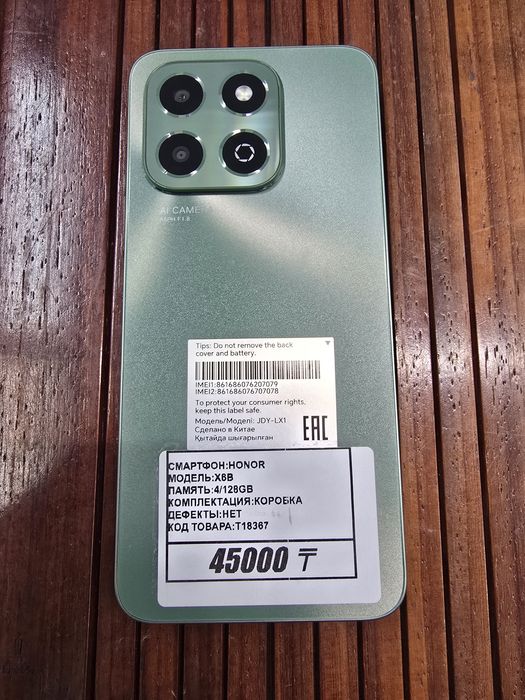 AI CAME
Tips: Do not remove the back
cover and battery.
IMEI1:861686076207079
IMEI2:861686076707078
To protect your consumer rights,
keep this label safe.
Модель/Моделі: JDY-LX1
Сделано в Китае
Қытайда шығарылған
EAC
СМАРТФОН:HONOR
МОДЕЛЬ:X6B
ПАМЯТЬ:4/128GB
КОМПЛЕКТАЦИЯ:КОРОБКА
ДЕФЕКТЫ:НЕТ
КОД ТОВАРА:T18367
45000 ₸